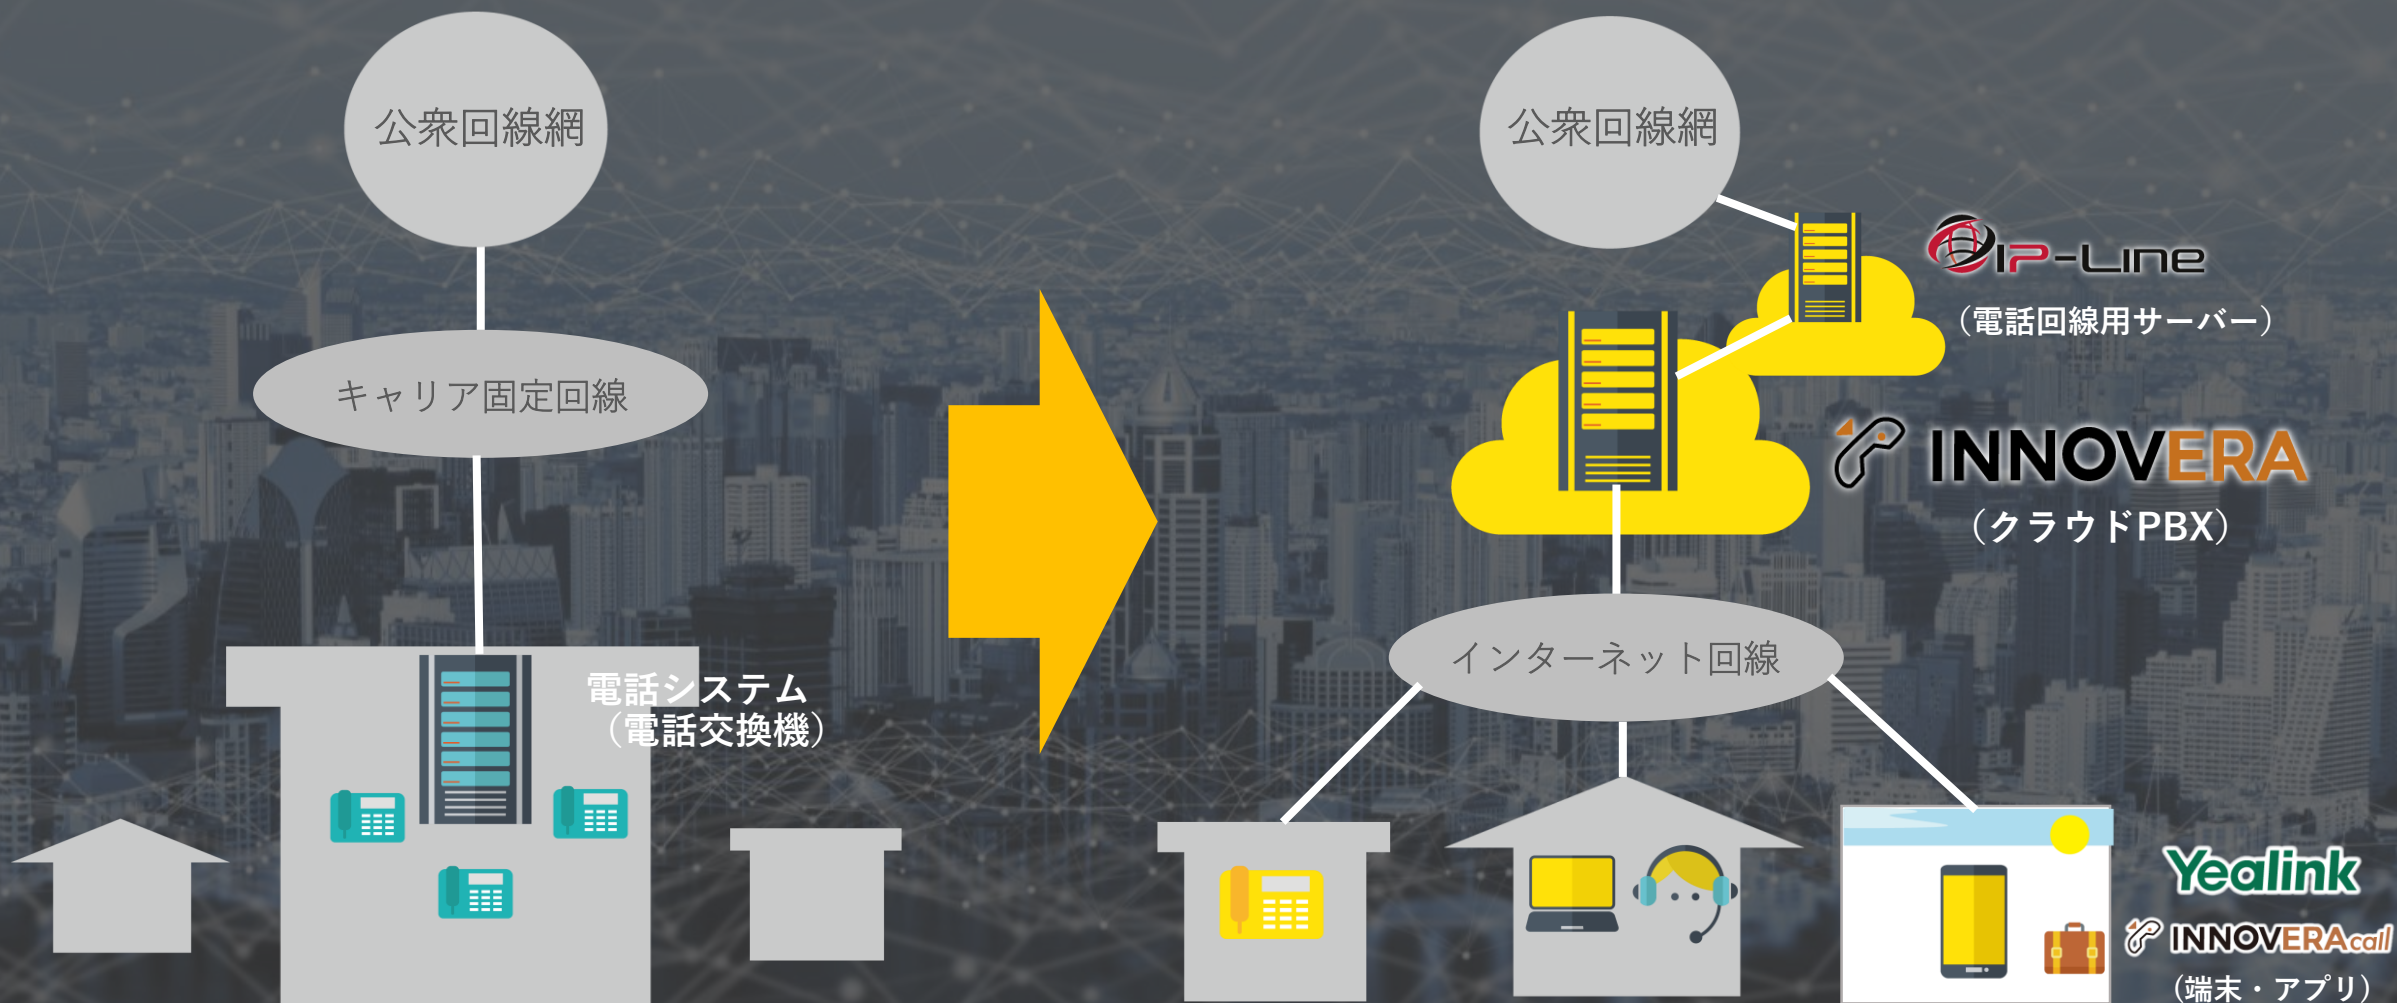 公衆回線網
キャリア固定回線
電話システム
（電話交換機）
公衆回線網
IP-Line
（電話回線用サーバー）
INNOVERA
（クラウドPBX）
インターネット回線
Yealink
INNOVERAcall
（端末・アプリ）